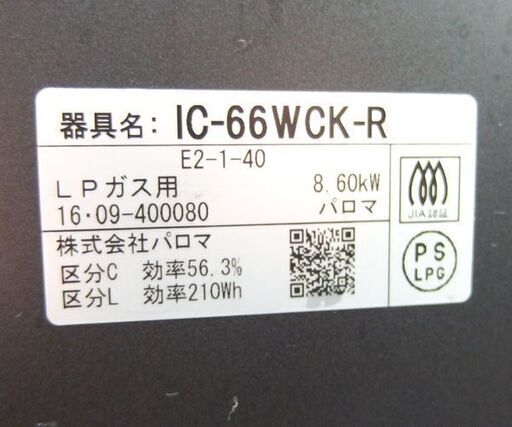 器具名: IC-66WCK-R
E2-1-40
LPガス用 8.60kW
16・09-400080 パロマ
JIA認証
株式会社パロマ
区分C 効率56.3%
区分L 効率210Wh
PS
LPG